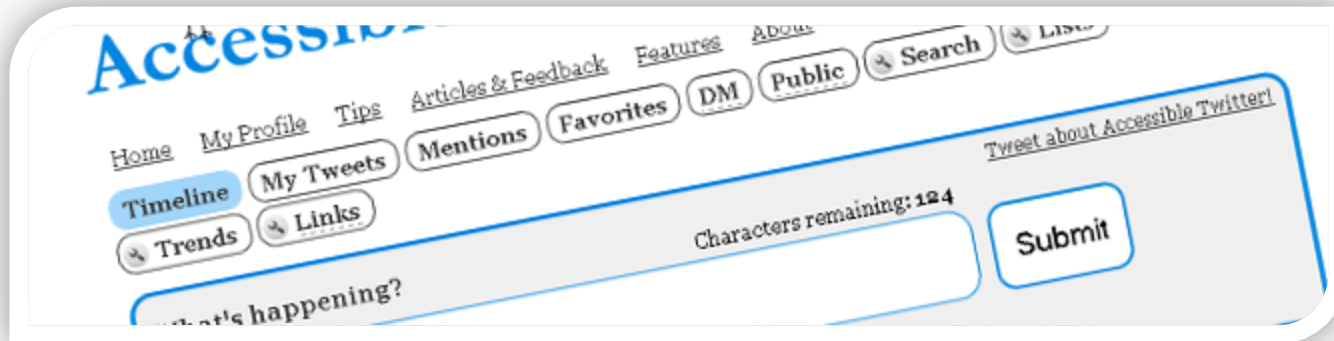 Accessibl
Home My Profile Tips Articles & Feedback Features About
Timeline My Tweets Mentions Favorites DM Public Search Lists
Trends Links
Tweet about Accessible Twitter!
Characters remaining: 124
What's happening?
Submit